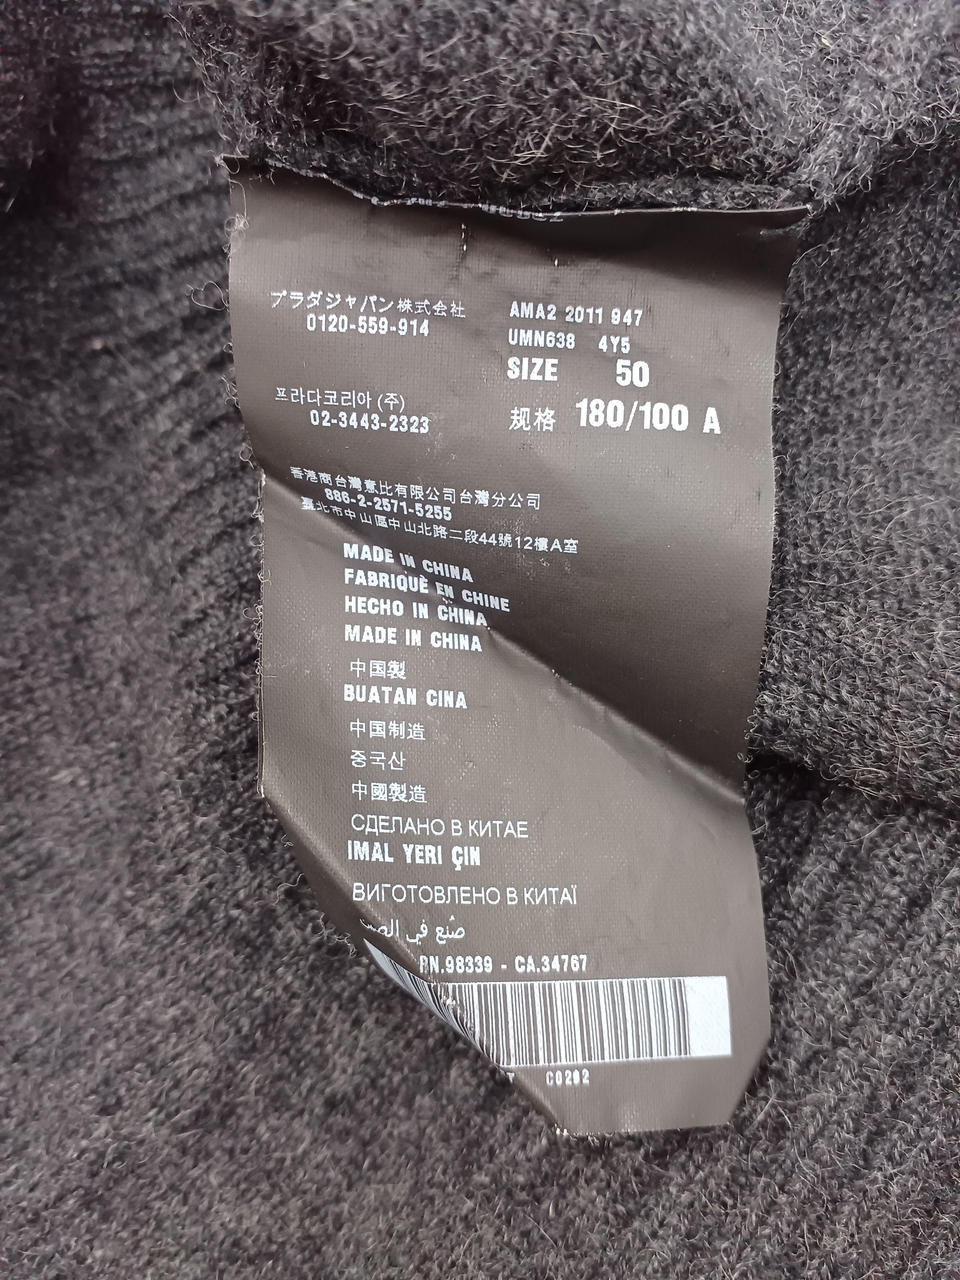 プラダジャパン株式会社
0120-559-914
AMA2 2011 947
UMN638 4Y5
SIZE 50
规格 180/100 A
프라다코리아 (주)
02-3443-2323
香港商台灣意比有限公司台灣分公司
886-2-2571-5255
臺北市中山區中山北路二段44號12樓A室
MADE IN CHINA
FABRIQUÈ EN CHINE
HECHO IN CHINA
MADE IN CHINA
中国製
BUATAN CINA
中国制造
중국산
中國製造
СДЕЛАНО В КИТАЕ
IMAL YERI ÇIN
ВИГОТОВЛЕНО В КИТАЇ
صُنع في
RN.98339 - CA.34767
C0202